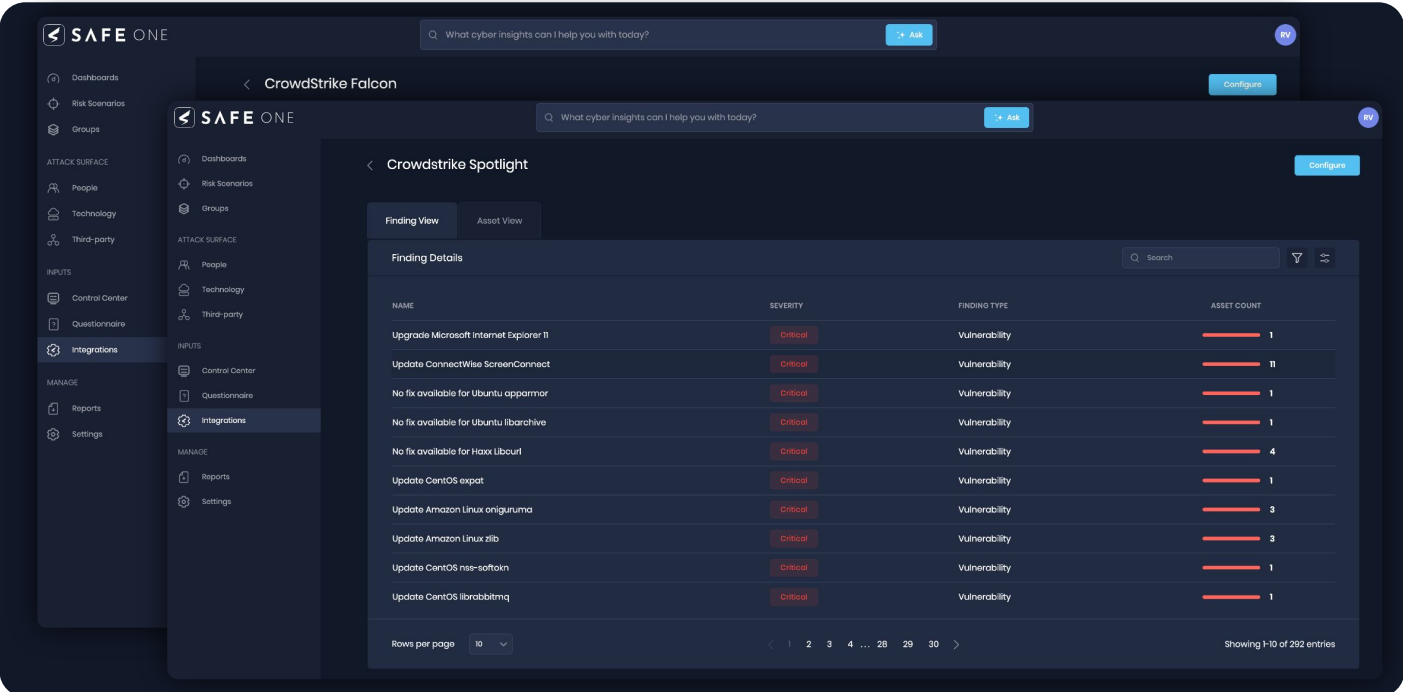 SAFE ONE
What cyber insights can I help you with today?
Ask
RV
Dashboards
Risk Scenarios
Groups
ATTACK SURFACE
People
Technology
Third-party
INPUTS
Control Center
Questionnaire
Integrations
MANAGE
Reports
Settings
CrowdStrike Falcon
Configure
SAFE ONE
What cyber insights can I help you with today?
Ask
RV
Dashboards
Risk Scenarios
Groups
ATTACK SURFACE
People
Technology
Third-party
INPUTS
Control Center
Questionnaire
Integrations
MANAGE
Reports
Settings
Crowdstrike Spotlight
Configure
Finding View Asset View
Finding Details
Search
NAME SEVERITY FINDING TYPE ASSET COUNT
Upgrade Microsoft Internet Explorer 11 Critical Vulnerability 1
Update ConnectWise ScreenConnect Critical Vulnerability 11
No fix available for Ubuntu apparmor Critical Vulnerability 1
No fix available for Ubuntu libarchive Critical Vulnerability 1
No fix available for Haxx Libcurl Critical Vulnerability 4
Update CentOS expat Critical Vulnerability 1
Update Amazon Linux oniguruma Critical Vulnerability 3
Update Amazon Linux zlib Critical Vulnerability 3
Update CentOS nss-softokn Critical Vulnerability 1
Update CentOS librabbitmq Critical Vulnerability 1
Rows per page 10
1 2 3 4 ... 28 29 30
Showing 1-10 of 292 entries